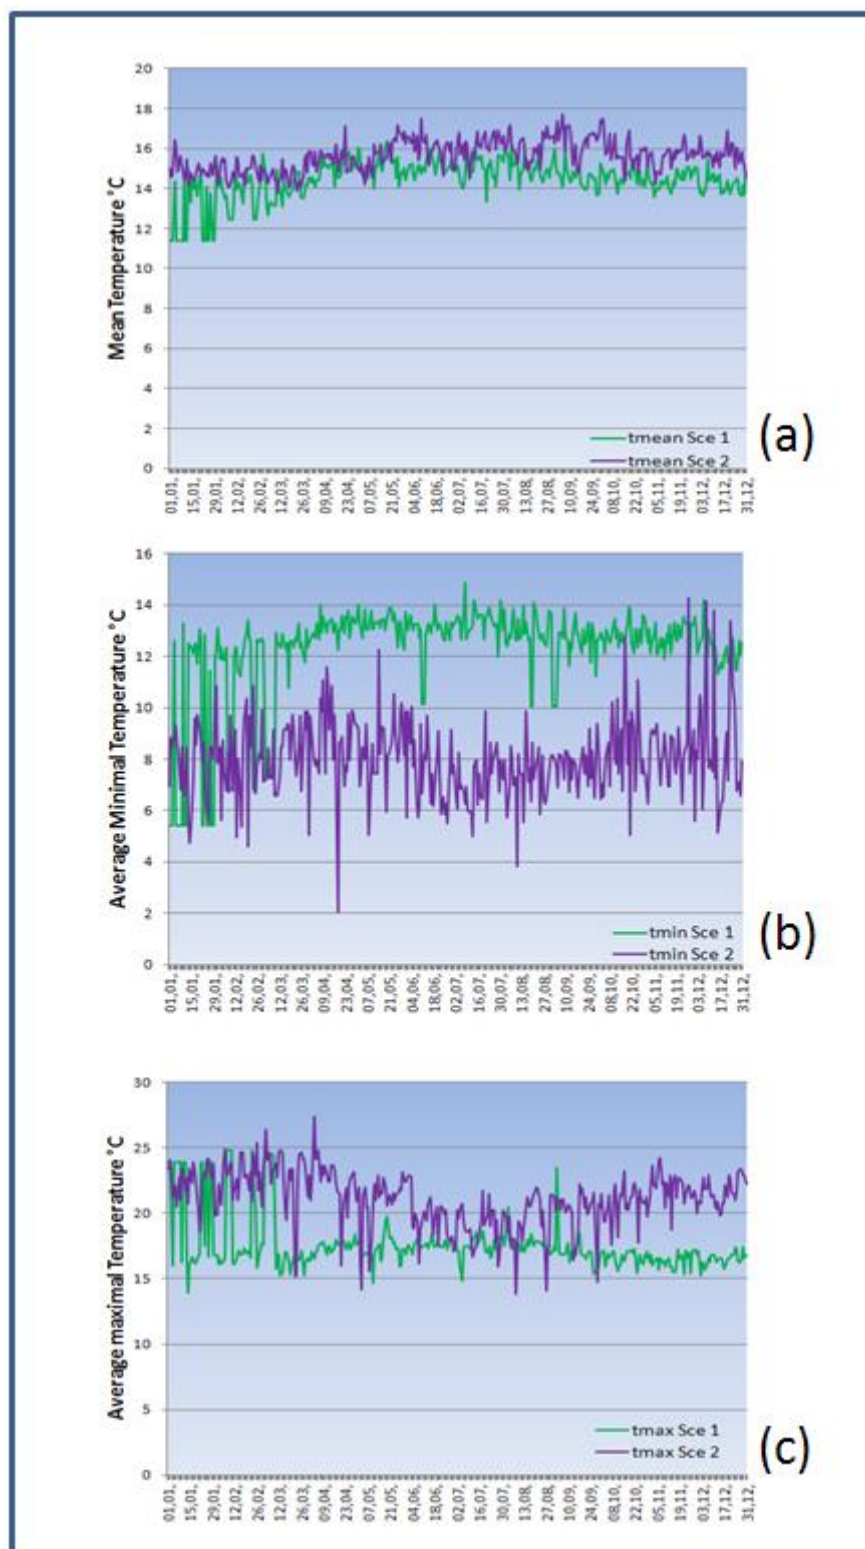 20
18
16
14
12
10
8
6
4
2
0
Mean Temperature °C
tmean Sce 1
tmean Sce 2
(a)
01,01, 15,01, 29,01, 12,02, 26,02, 12,03, 26,03, 09,04, 23,04, 07,05, 21,05, 04,06, 18,06, 02,07, 16,07, 30,07, 13,08, 27,08, 10,09, 24,09, 08,10, 22,10, 05,11, 19,11, 03,12, 17,12, 31,12,
16
14
12
10
8
6
4
2
0
Average Minimal Temperature °C
tmin Sce 1
tmin Sce 2
(b)
01,01, 15,01, 29,01, 12,02, 26,02, 12,03, 26,03, 09,04, 23,04, 07,05, 21,05, 04,06, 18,06, 02,07, 16,07, 30,07, 13,08, 27,08, 10,09, 24,09, 08,10, 22,10, 05,11, 19,11, 03,12, 17,12, 31,12,
30
25
20
15
10
5
0
Average maximal Temperature °C
tmax Sce 1
tmax Sce 2
(c)
01,01, 15,01, 29,01, 12,02, 26,02, 12,03, 26,03, 09,04, 23,04, 07,05, 21,05, 04,06, 18,06, 02,07, 16,07, 30,07, 13,08, 27,08, 10,09, 24,09, 08,10, 22,10, 05,11, 19,11, 03,12, 17,12, 31,12,